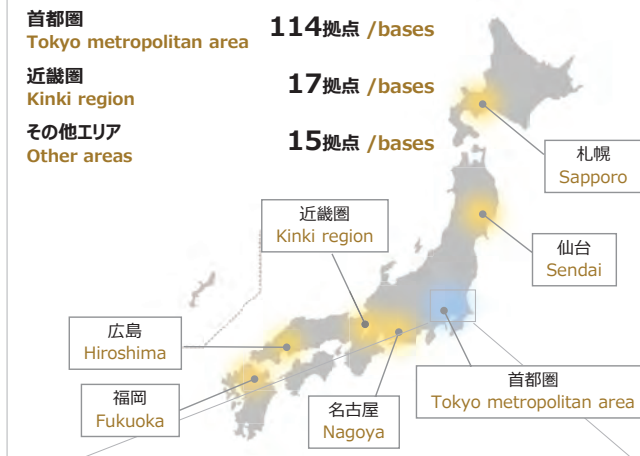 首都圏
Tokyo metropolitan area
114拠点 /bases
近畿圏
Kinki region
17拠点 /bases
その他エリア
Other areas
15拠点 /bases
札幌
Sapporo
近畿圏
Kinki region
仙台
Sendai
広島
Hiroshima
福岡
Fukuoka
名古屋
Nagoya
首都圏
Tokyo metropolitan area